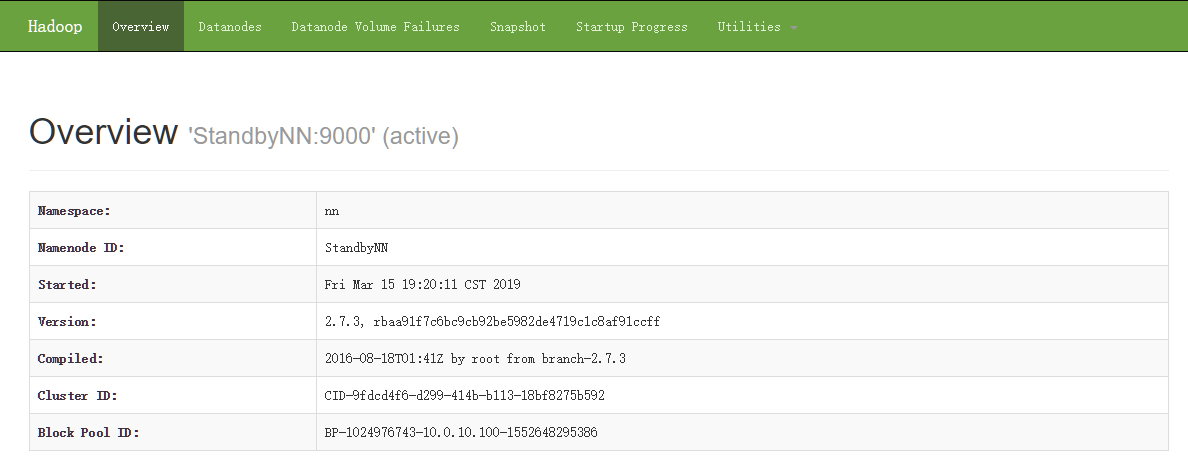 Hadoop Overview Datanodes Datanode Volume Failures Snapshot Startup Progress Utilities
Overview 'StandbyNN:9000' (active)
Namespace: nn
Namenode ID: StandbyNN
Started: Fri Mar 15 19:20:11 CST 2019
Version: 2.7.3, rbaa91f7c6bc9cb92be5982de4719c1c8af91ccff
Compiled: 2016-08-18T01:41Z by root from branch-2.7.3
Cluster ID: CID-9fdcd4f6-d299-414b-b113-18bf8275b592
Block Pool ID: BP-1024976743-10.0.10.100-1552648295386